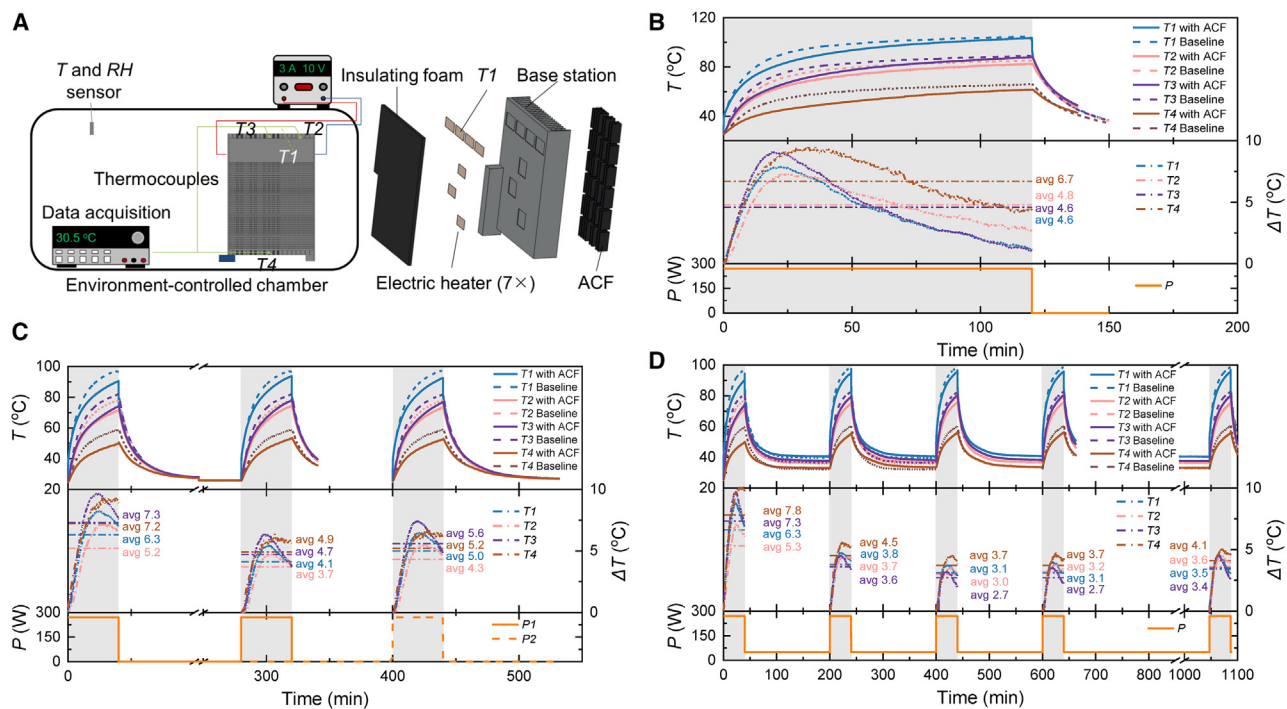 A
T and RH
sensor
3 A 10 V
T3
T2
T1
Thermocouples
Data acquisition
30.5 °C
T4
Environment-controlled chamber
Insulating foam
T1
Base station
Electric heater (7×)
ACF
B
T (°C)
120
80
40
T1 with ACF
T1 Baseline
T2 with ACF
T2 Baseline
T3 with ACF
T3 Baseline
T4 with ACF
T4 Baseline
avg 6.7
avg 4.8
avg 4.6
avg 4.6
T1
T2
T3
T4
10
5
0
ΔT (°C)
P (W)
300
150
0
P
0
50
100
150
200
Time (min)
C
T (°C)
100
80
60
40
20
T1 with ACF
T1 Baseline
T2 with ACF
T2 Baseline
T3 with ACF
T3 Baseline
T4 with ACF
T4 Baseline
avg 7.3
avg 7.2
avg 6.3
avg 5.2
avg 4.9
avg 4.7
avg 4.1
avg 3.7
avg 5.6
avg 5.2
avg 5.0
avg 4.3
T1
T2
T3
T4
10
5
0
ΔT (°C)
P (W)
300
150
0
P1
P2
0
300
400
500
Time (min)
D
T (°C)
100
80
60
40
20
T1 with ACF
T1 Baseline
T2 with ACF
T2 Baseline
T3 with ACF
T3 Baseline
T4 with ACF
T4 Baseline
avg 7.8
avg 7.3
avg 6.3
avg 5.3
avg 4.5
avg 3.8
avg 3.7
avg 3.6
avg 3.7
avg 3.1
avg 3.0
avg 2.7
avg 3.7
avg 3.2
avg 3.1
avg 2.7
avg 4.1
avg 3.6
avg 3.5
avg 3.4
T1
T2
T3
T4
10
5
0
ΔT (°C)
P (W)
300
150
0
P
0
100
200
300
400
500
600
700
800
1000
1100
Time (min)